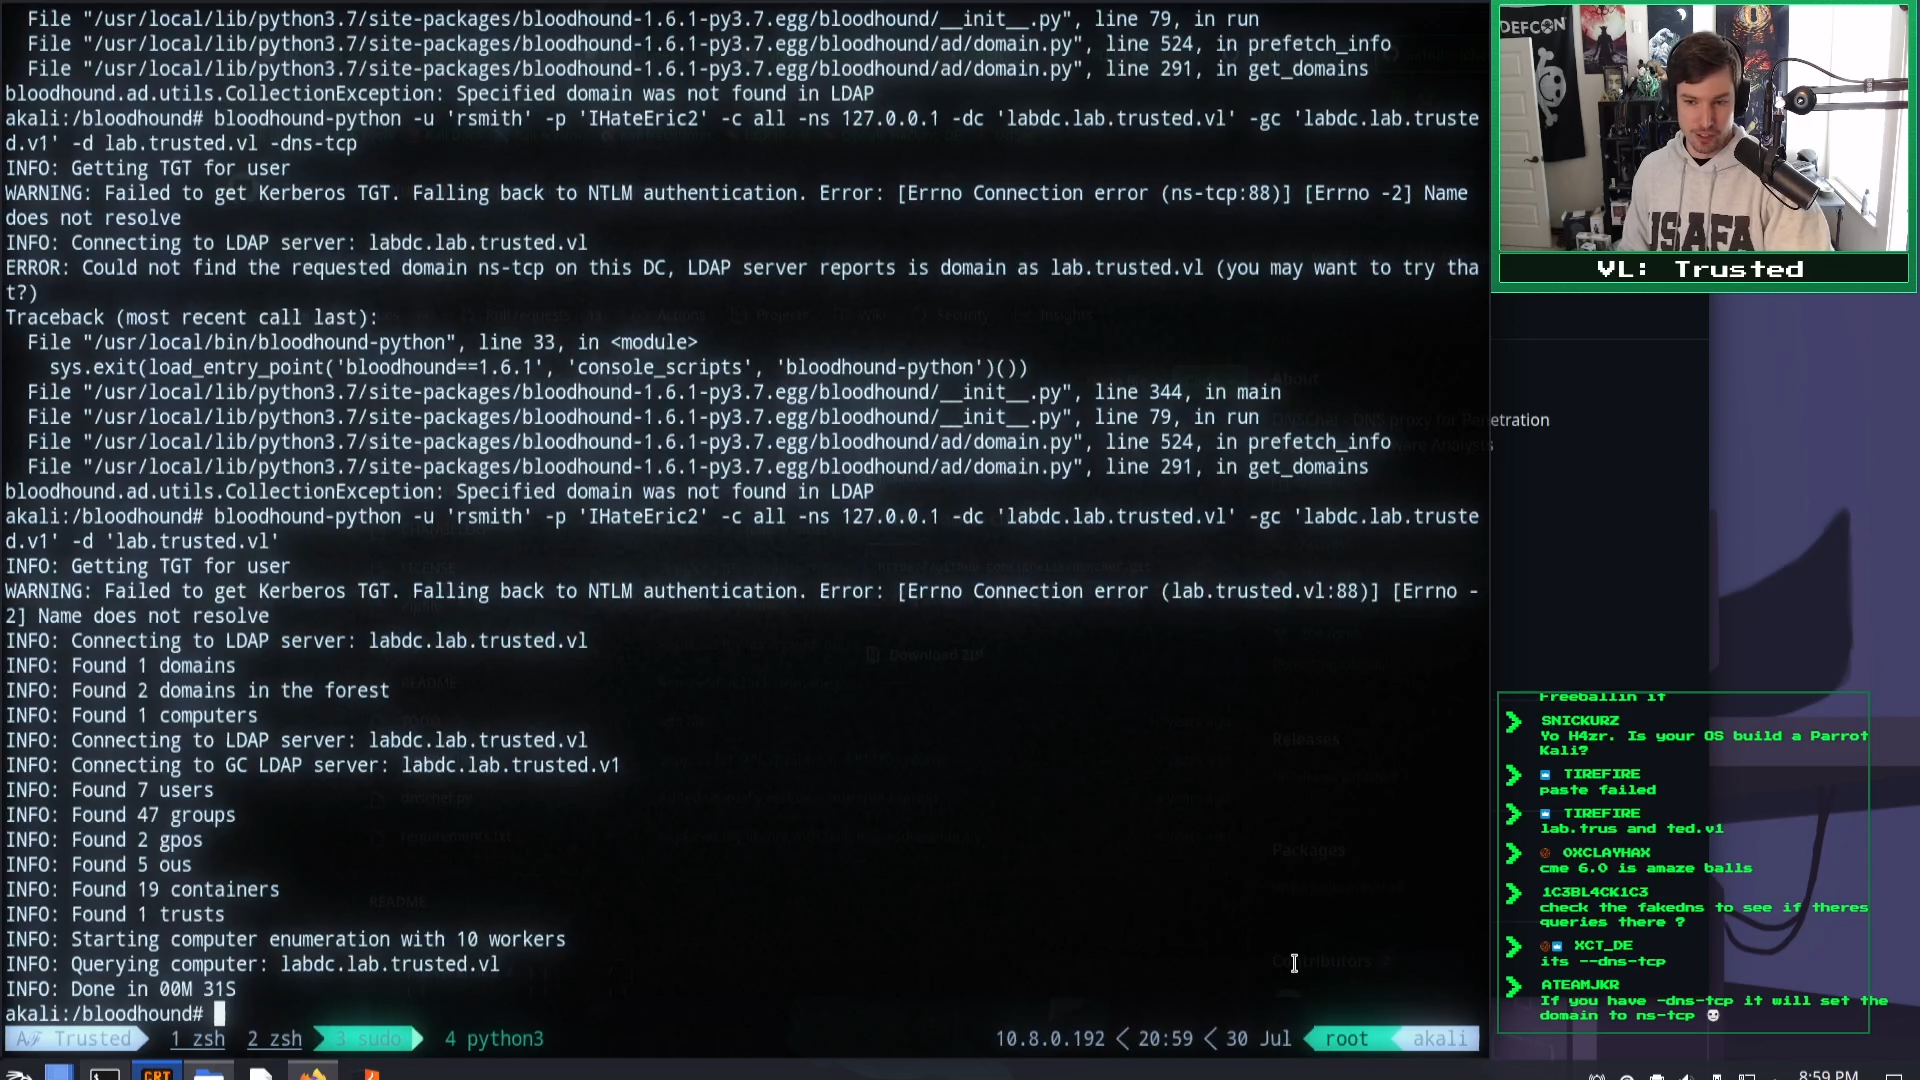 File "/usr/local/lib/python3.7/site-packages/bloodhound-1.6.1-py3.7.egg/bloodhound/__init__.py", line 79, in run
File "/usr/local/lib/python3.7/site-packages/bloodhound-1.6.1-py3.7.egg/bloodhound/ad/domain.py", line 524, in prefetch_info
File "/usr/local/lib/python3.7/site-packages/bloodhound-1.6.1-py3.7.egg/bloodhound/ad/domain.py", line 291, in get_domains
bloodhound.ad.utils.CollectionException: Specified domain was not found in LDAP
akali:/bloodhound# bloodhound-python -u 'rsmith' -p 'IHateEric2' -c all -ns 127.0.0.1 -dc 'labdc.lab.trusted.vl' -gc 'labdc.lab.truste
d.v1' -d lab.trusted.vl -dns-tcp
INFO: Getting TGT for user
WARNING: Failed to get Kerberos TGT. Falling back to NTLM authentication. Error: [Errno Connection error (ns-tcp:88)] [Errno -2] Name
does not resolve
INFO: Connecting to LDAP server: labdc.lab.trusted.vl
ERROR: Could not find the requested domain ns-tcp on this DC, LDAP server reports is domain as lab.trusted.vl (you may want to try tha
t?)
Traceback (most recent call last):
File "/usr/local/bin/bloodhound-python", line 33, in <module>
sys.exit(load_entry_point('bloodhound==1.6.1', 'console_scripts', 'bloodhound-python')())
File "/usr/local/lib/python3.7/site-packages/bloodhound-1.6.1-py3.7.egg/bloodhound/__init__.py", line 344, in main
File "/usr/local/lib/python3.7/site-packages/bloodhound-1.6.1-py3.7.egg/bloodhound/__init__.py", line 79, in run
File "/usr/local/lib/python3.7/site-packages/bloodhound-1.6.1-py3.7.egg/bloodhound/ad/domain.py", line 524, in prefetch_info
File "/usr/local/lib/python3.7/site-packages/bloodhound-1.6.1-py3.7.egg/bloodhound/ad/domain.py", line 291, in get_domains
bloodhound.ad.utils.CollectionException: Specified domain was not found in LDAP
akali:/bloodhound# bloodhound-python -u 'rsmith' -p 'IHateEric2' -c all -ns 127.0.0.1 -dc 'labdc.lab.trusted.vl' -gc 'labdc.lab.truste
d.v1' -d 'lab.trusted.vl'
INFO: Getting TGT for user
WARNING: Failed to get Kerberos TGT. Falling back to NTLM authentication. Error: [Errno Connection error (lab.trusted.vl:88)] [Errno -
2] Name does not resolve
INFO: Connecting to LDAP server: labdc.lab.trusted.vl
INFO: Found 1 domains
INFO: Found 2 domains in the forest
INFO: Found 1 computers
INFO: Connecting to LDAP server: labdc.lab.trusted.vl
INFO: Connecting to GC LDAP server: labdc.lab.trusted.v1
INFO: Found 7 users
INFO: Found 47 groups
INFO: Found 2 gpos
INFO: Found 5 ous
INFO: Found 19 containers
INFO: Found 1 trusts
INFO: Starting computer enumeration with 10 workers
INFO: Querying computer: labdc.lab.trusted.vl
INFO: Done in 00M 31S
akali:/bloodhound#
Trusted 1 zsh 2 zsh 3 sudo 4 python3 10.8.0.192 20:59 30 Jul root akali
8:59 PM
DEFCON
USAFA
VL: Trusted
About
DNS proxy for Penetration
Download ZIP
README
Releases
Packages
Contributors
requirements.txt
Freeballin it
SNICKURZ
Yo H4zr. Is your OS build a Parrot
Kali?
TIREFIRE
paste failed
TIREFIRE
lab.trus and ted.v1
0XCLAYHAX
cme 6.0 is amaze balls
1C3BL4CK1C3
check the fakedns to see if theres
queries there ?
XCT_DE
its --dns-tcp
ATEAMJKR
If you have -dns-tcp it will set the
domain to ns-tcp